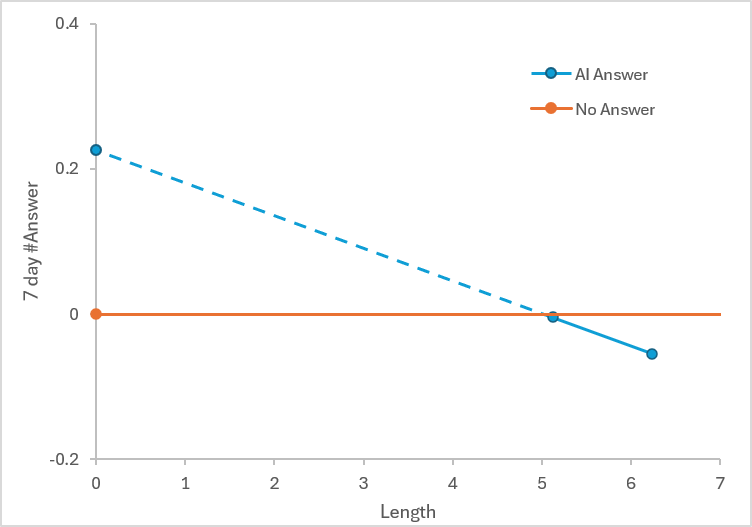 0.4
0.2
0
-0.2
7 day #Answer
AI Answer
No Answer
0 1 2 3 4 5 6 7
Length